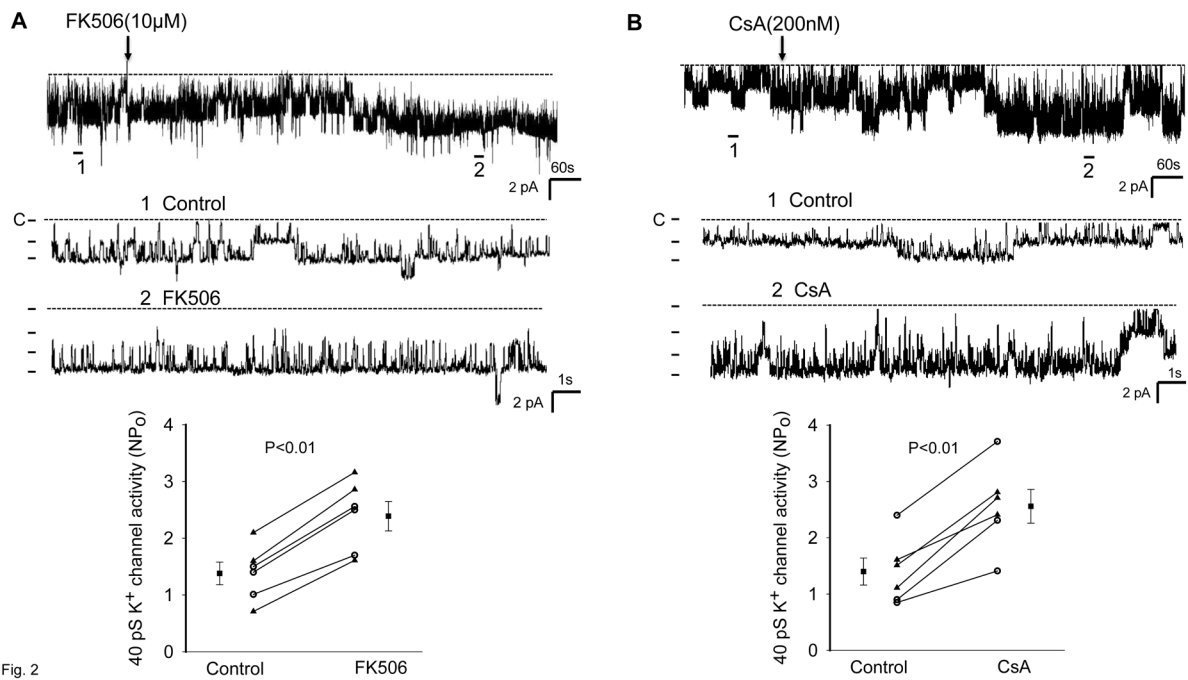 A
FK506(10µM)
1
2
60s
2 pA
1 Control
C
2 FK506
1s
2 pA
40 pS K+ channel activity (NPo)
4
3
2
1
0
P<0.01
Control
FK506
B
CsA(200nM)
1
2
60s
2 pA
1 Control
C
2 CsA
1s
2 pA
40 pS K+ channel activity (NPo)
4
3
2
1
0
P<0.01
Control
CsA
Fig. 2